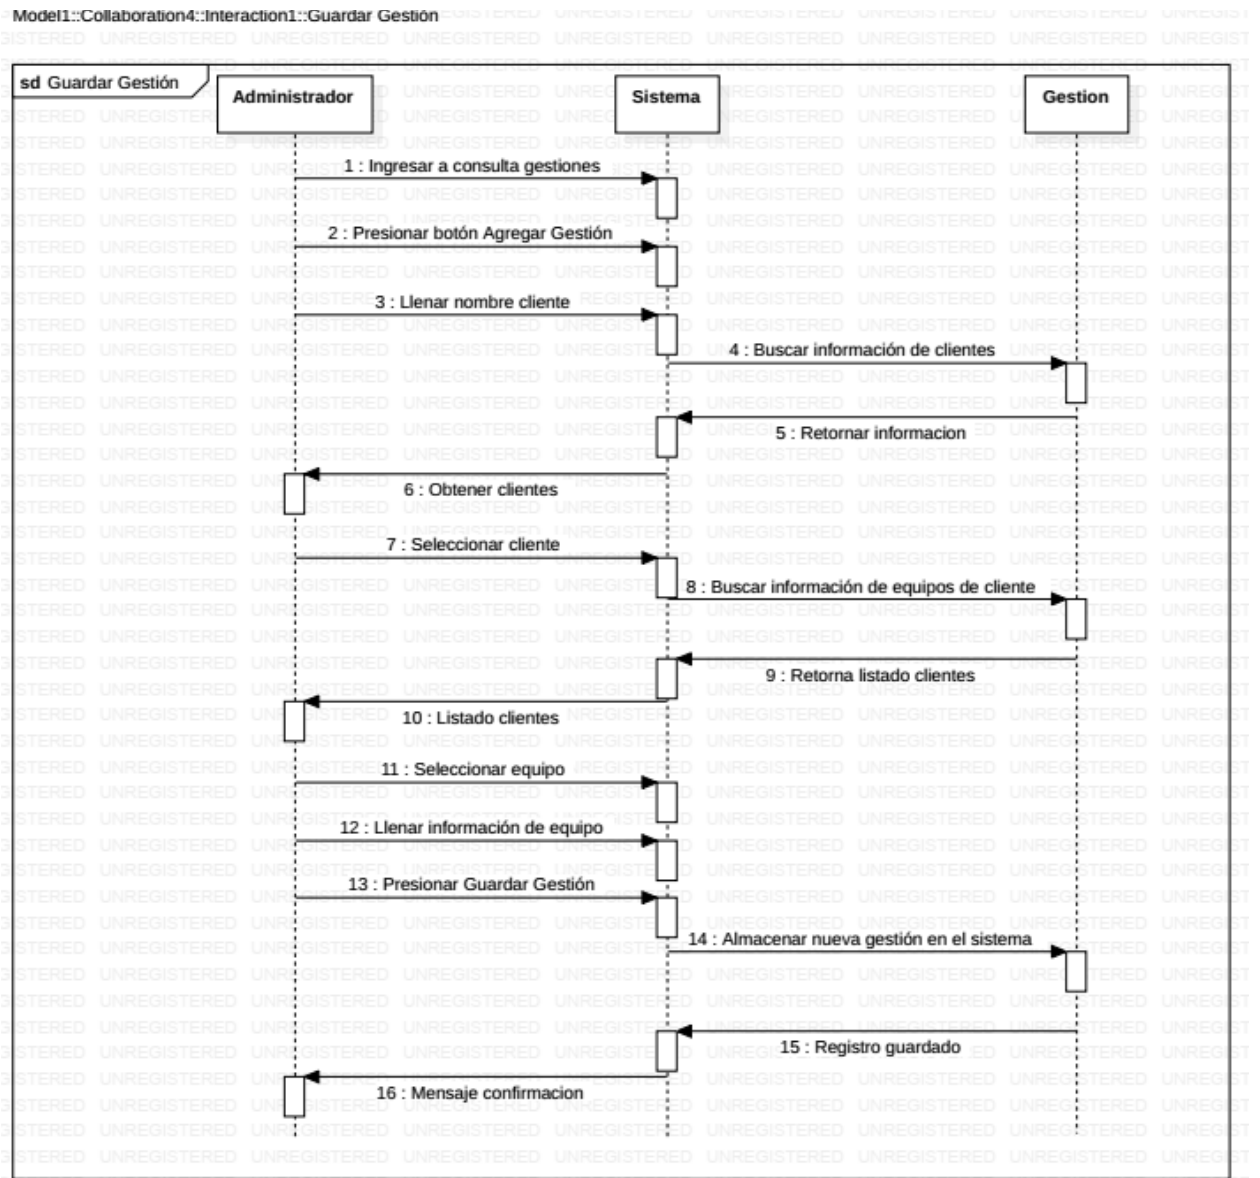 Model1::Collaboration4::Interaction1::Guardar Gestión
sd Guardar Gestión
Administrador
Sistema
Gestion
1 : Ingresar a consulta gestiones
2 : Presionar botón Agregar Gestión
3 : Llenar nombre cliente
4 : Buscar información de clientes
5 : Retornar informacion
6 : Obtener clientes
7 : Seleccionar cliente
8 : Buscar información de equipos de cliente
9 : Retorna listado clientes
10 : Listado clientes
11 : Seleccionar equipo
12 : Llenar información de equipo
13 : Presionar Guardar Gestión
14 : Almacenar nueva gestión en el sistema
15 : Registro guardado
16 : Mensaje confirmacion
UNREGISTERED